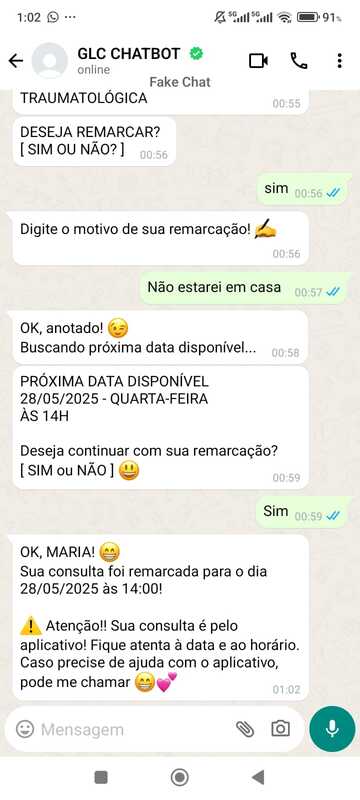 1:02
5G 5G 91%
GLC CHATBOT
online
Fake Chat
TRAUMATOLÓGICA
00:55
DESEJA REMARCAR?
[ SIM OU NÃO? ]
00:56
sim 00:56
Digite o motivo de sua remarcação! ✍️
00:56
Não estarei em casa 00:57
OK, anotado! 😉
Buscando próxima data disponível...
00:58
PRÓXIMA DATA DISPONÍVEL
28/05/2025 - QUARTA-FEIRA
ÀS 14H
Deseja continuar com sua remarcação?
[ SIM ou NÃO ] 😃
00:59
Sim 00:59
OK, MARIA! 😁
Sua consulta foi remarcada para o dia
28/05/2025 às 14:00!
⚠️ Atenção!! Sua consulta é pelo
aplicativo! Fique atenta à data e ao horário.
Caso precise de ajuda com o aplicativo,
pode me chamar 😁💕
01:02
Mensagem